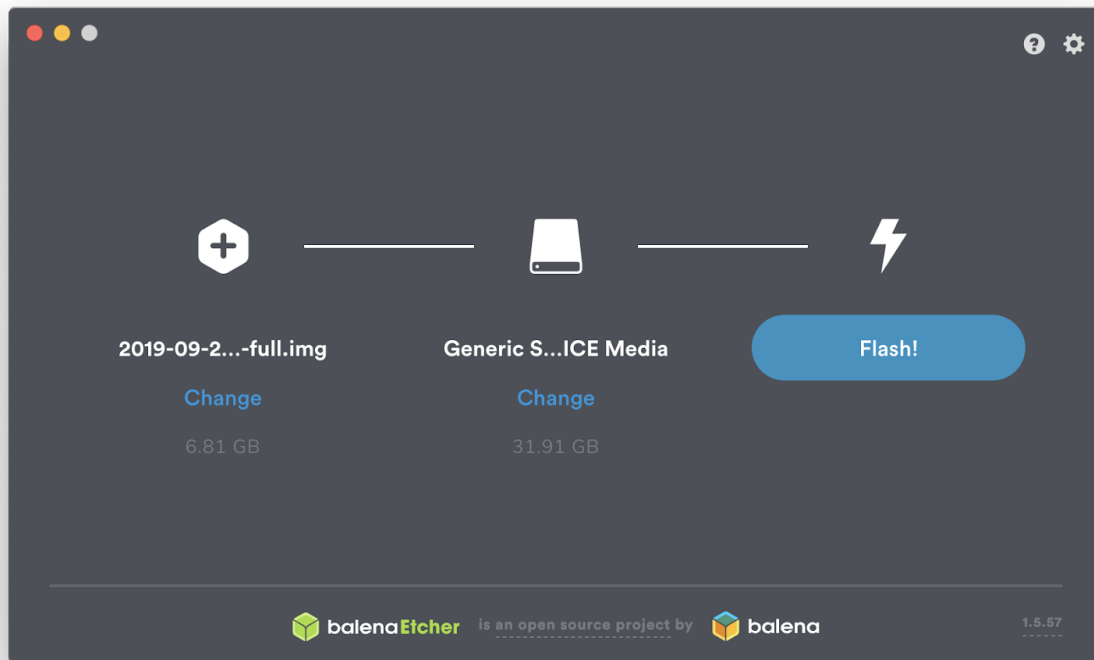 2019-09-2...-full.img
Generic S...ICE Media
Flash!
Change
Change
6.81 GB
31.91 GB
balenaEtcher is an open source project by balena
1.5.57